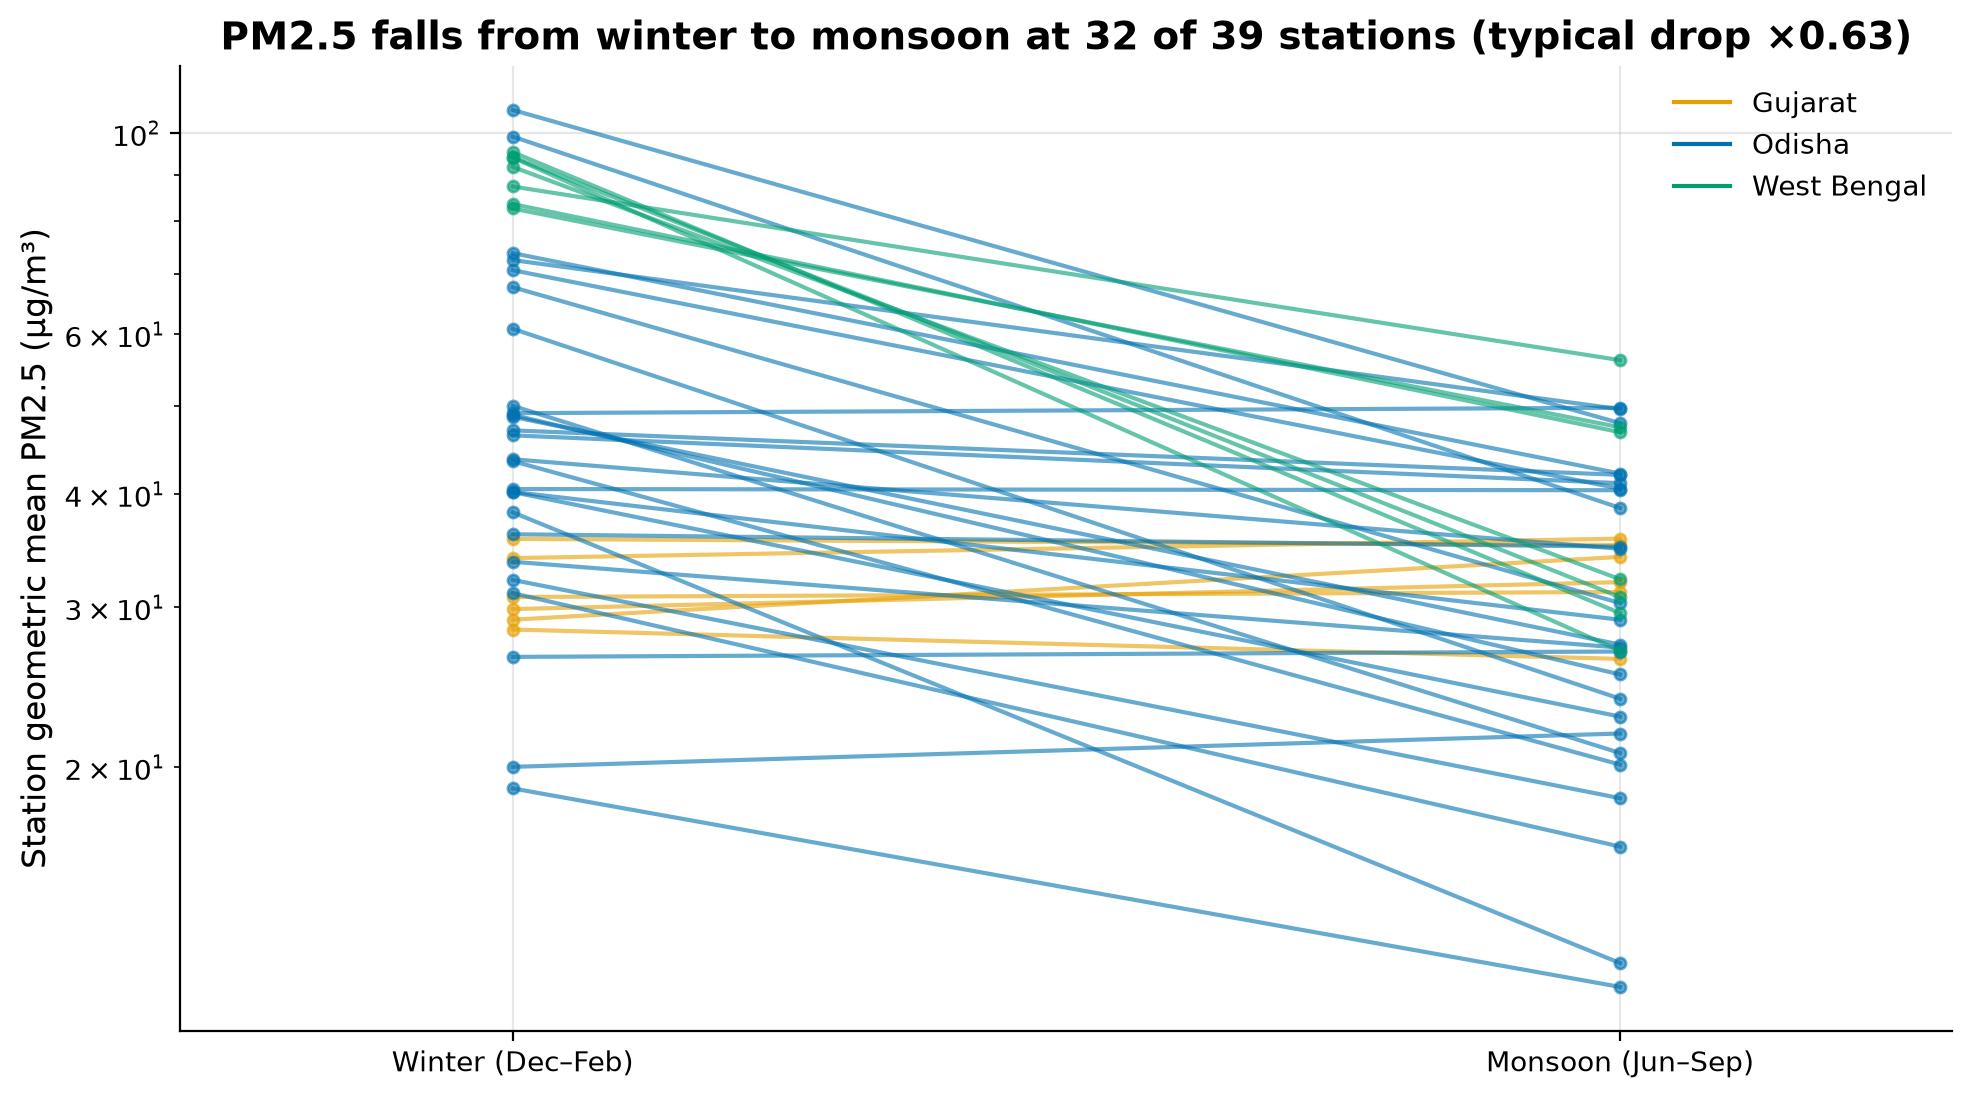 PM2.5 falls from winter to monsoon at 32 of 39 stations (typical drop ×0.63)
Station geometric mean PM2.5 (µg/m³)
10²
6 × 10¹
4 × 10¹
3 × 10¹
2 × 10¹
Gujarat
Odisha
West Bengal
Winter (Dec–Feb)
Monsoon (Jun–Sep)